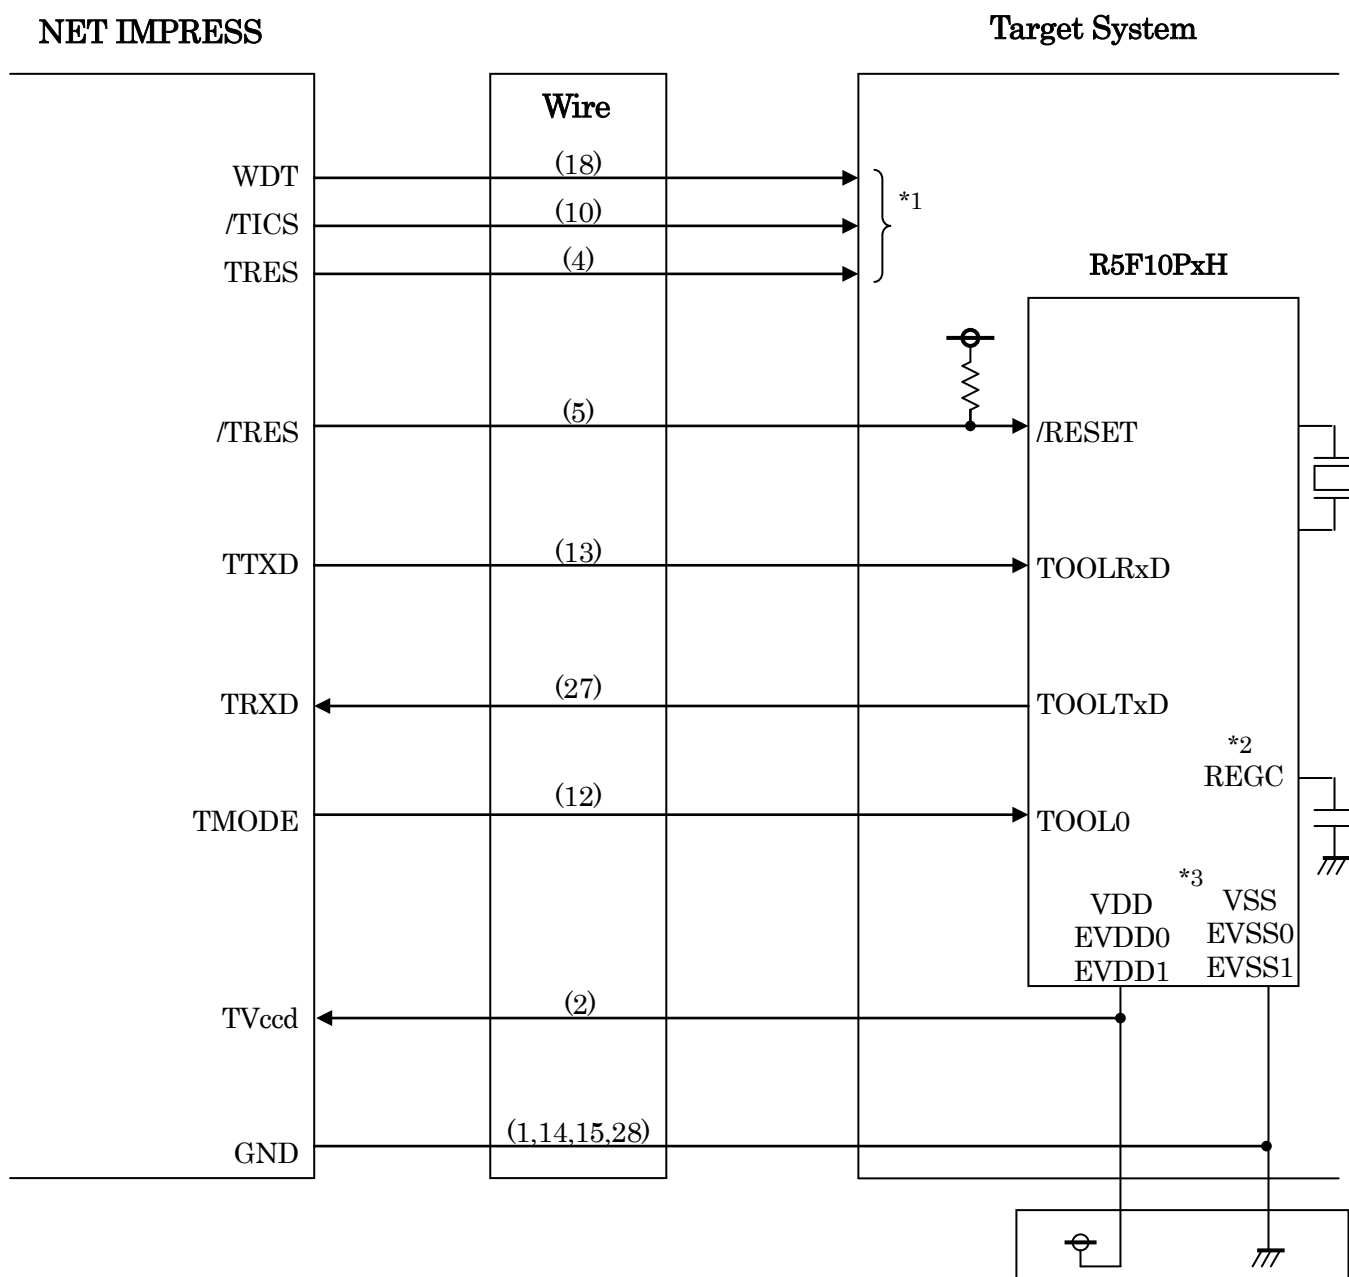 NET IMPRESS
Target System
Wire
WDT
(18)
*1
/TICS
(10)
TRES
(4)
R5F10PxH
/TRES
(5)
/RESET
TTXD
(13)
TOOLRxD
TRXD
(27)
TOOLTxD
*2
REGC
TMODE
(12)
TOOL0
*3
VDD
VSS
EVDD0
EVSS0
EVDD1
EVSS1
TVccd
(2)
GND
(1,14,15,28)